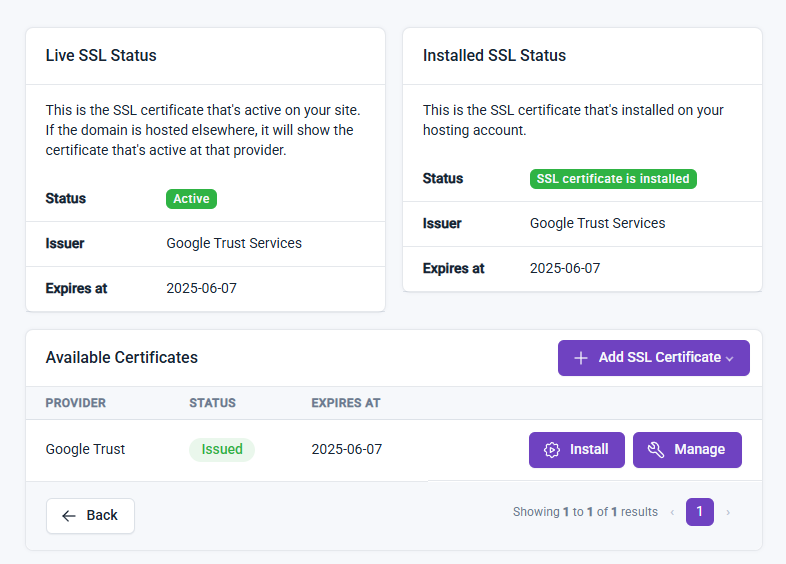 Live SSL Status
This is the SSL certificate that's active on your site.
If the domain is hosted elsewhere, it will show the
certificate that's active at that provider.
Status Active
Issuer Google Trust Services
Expires at 2025-06-07
Installed SSL Status
This is the SSL certificate that's installed on your
hosting account.
Status SSL certificate is installed
Issuer Google Trust Services
Expires at 2025-06-07
Available Certificates
Add SSL Certificate
PROVIDER STATUS EXPIRES AT
Google Trust Issued 2025-06-07 Install Manage
Back
Showing 1 to 1 of 1 results ‹ 1 ›